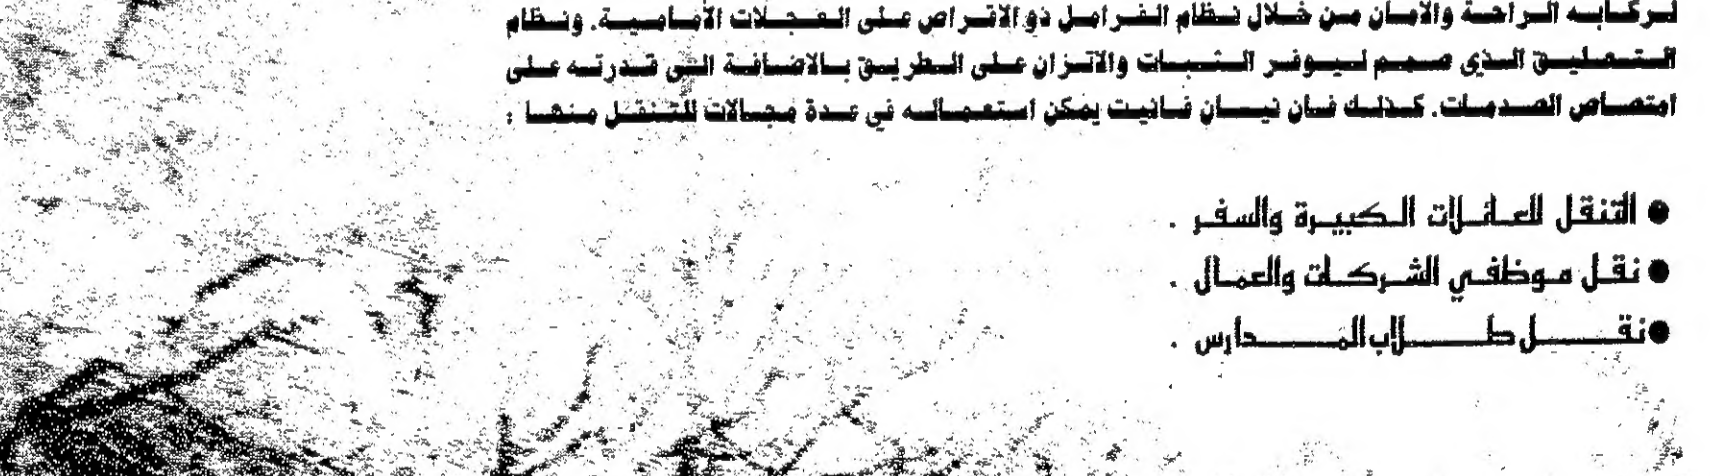 لركابه الراحة والأمان من خلال نظام الفرامل ذو الاقراص على العجلات الأمامية. ونظام
التعليق الذى صمم ليوفر الثبات والاتزان على الطريق بالاضافة الى قدرته على
امتصاص الصدمات. كذلك فان نيسان فانيت يمكن استعماله في عدة مجالات للتنقل منها :
● التنقل للعائلات الكبيرة والسفر .
● نقل موظفي الشركات والعمال .
● نقل طلاب المدارس .